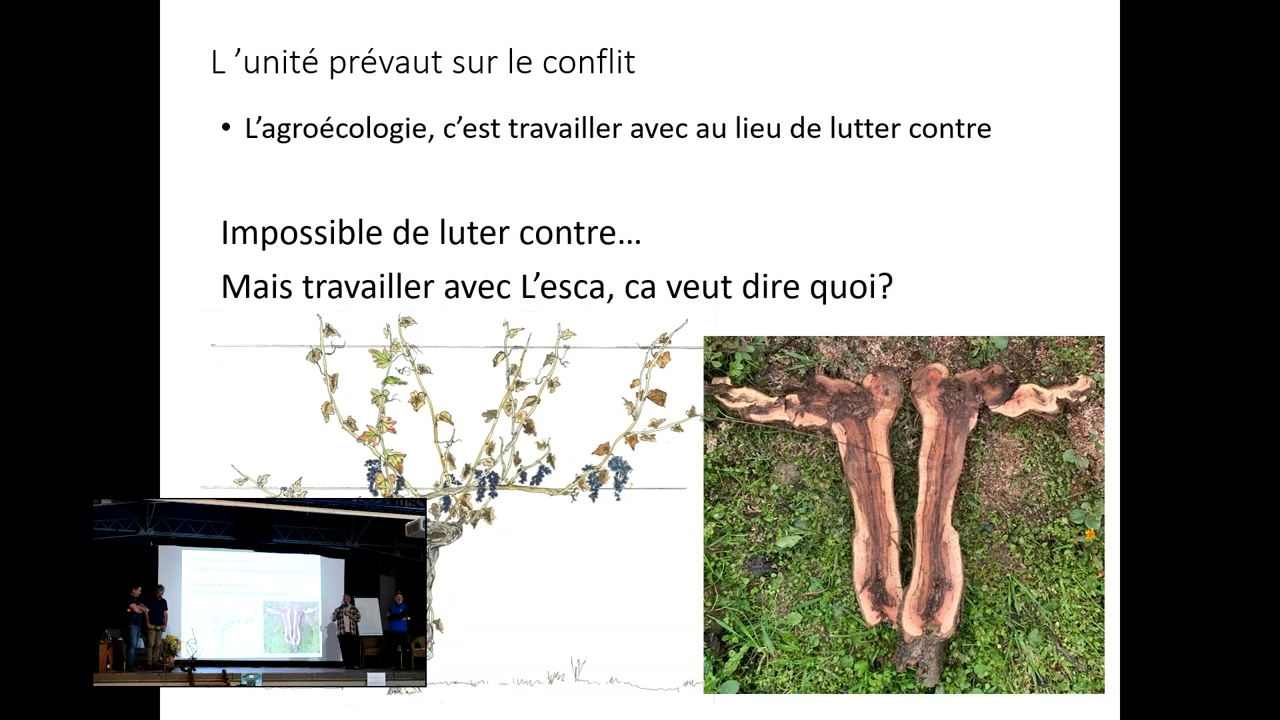 L ’unité prévaut sur le conflit
• L’agroécologie, c’est travailler avec au lieu de lutter contre
Impossible de luter contre…
Mais travailler avec L’esca, ca veut dire quoi?